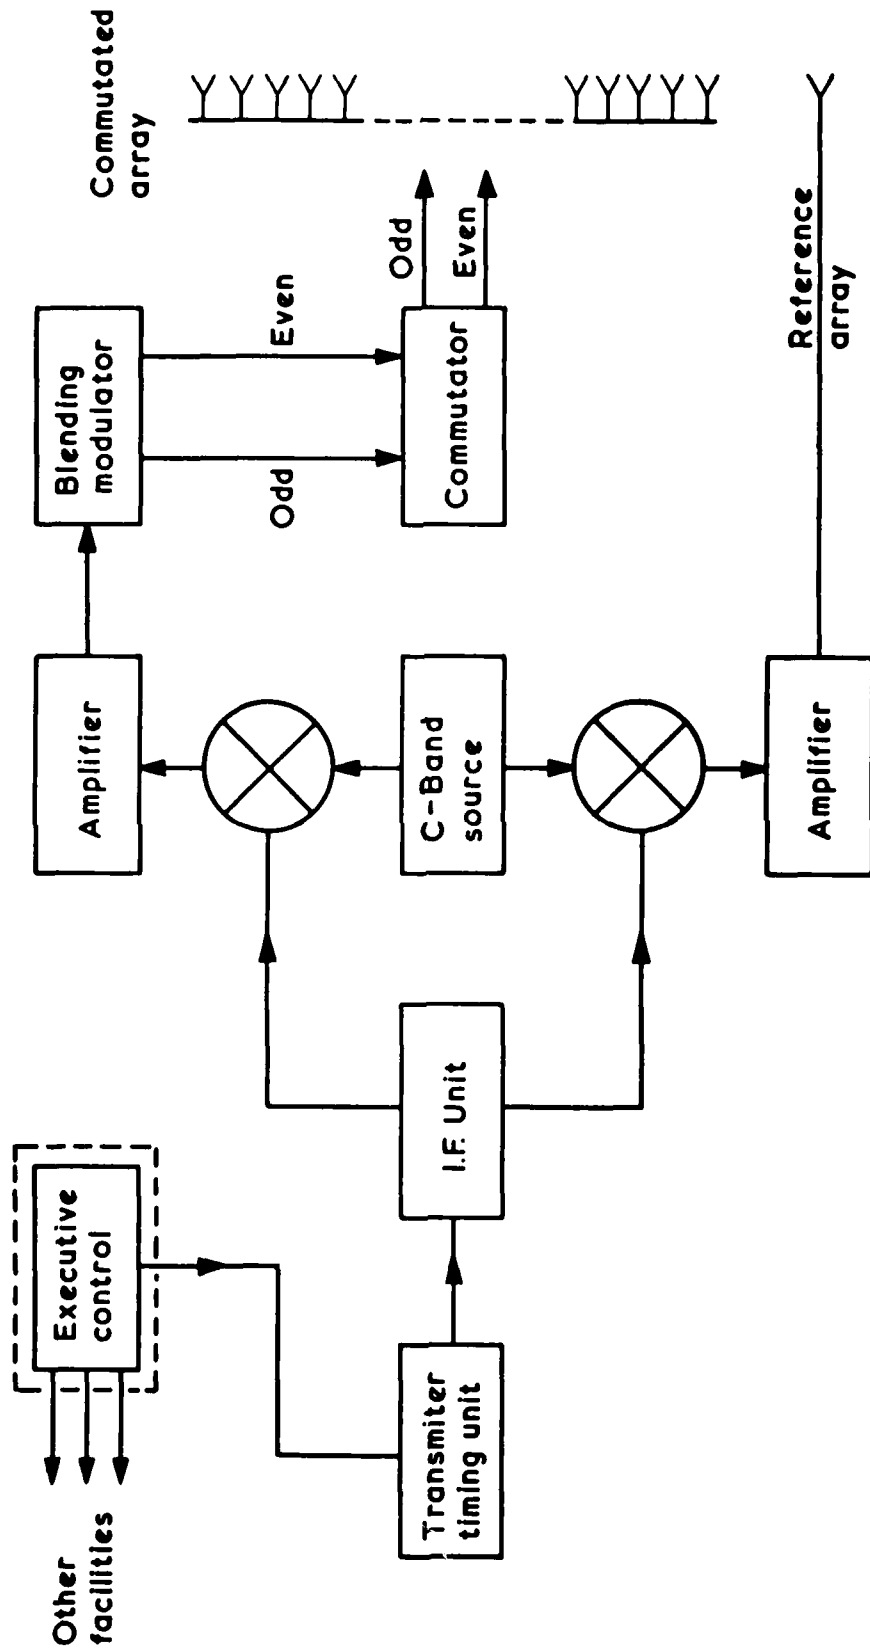 Other
facilities
Executive
control
Transmiter
timing unit
I.F. Unit
Amplifier
C-Band
source
Amplifier
Blending
modulator
Odd
Even
Commutator
Odd
Even
Commutated
array
Reference
array